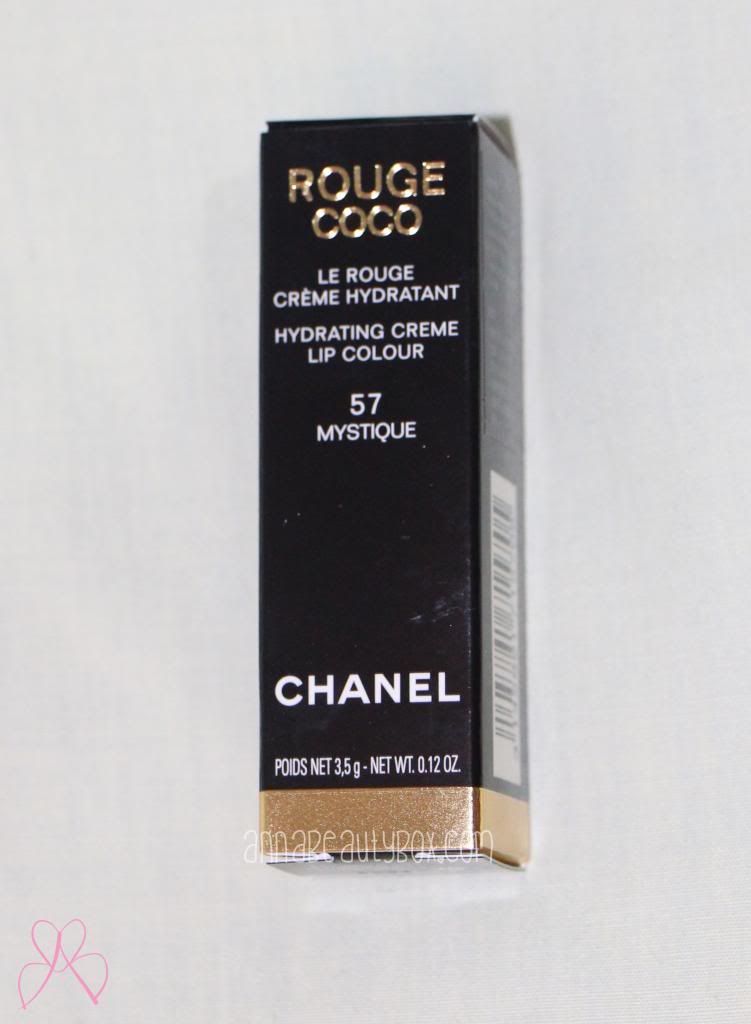 ROUGE
COCO
LE ROUGE
CRÈME HYDRATANT
HYDRATING CREME
LIP COLOUR
57
MYSTIQUE
CHANEL
POIDS NET 3,5 g - NET WT. 0.12 OZ.
annabeautybox.com